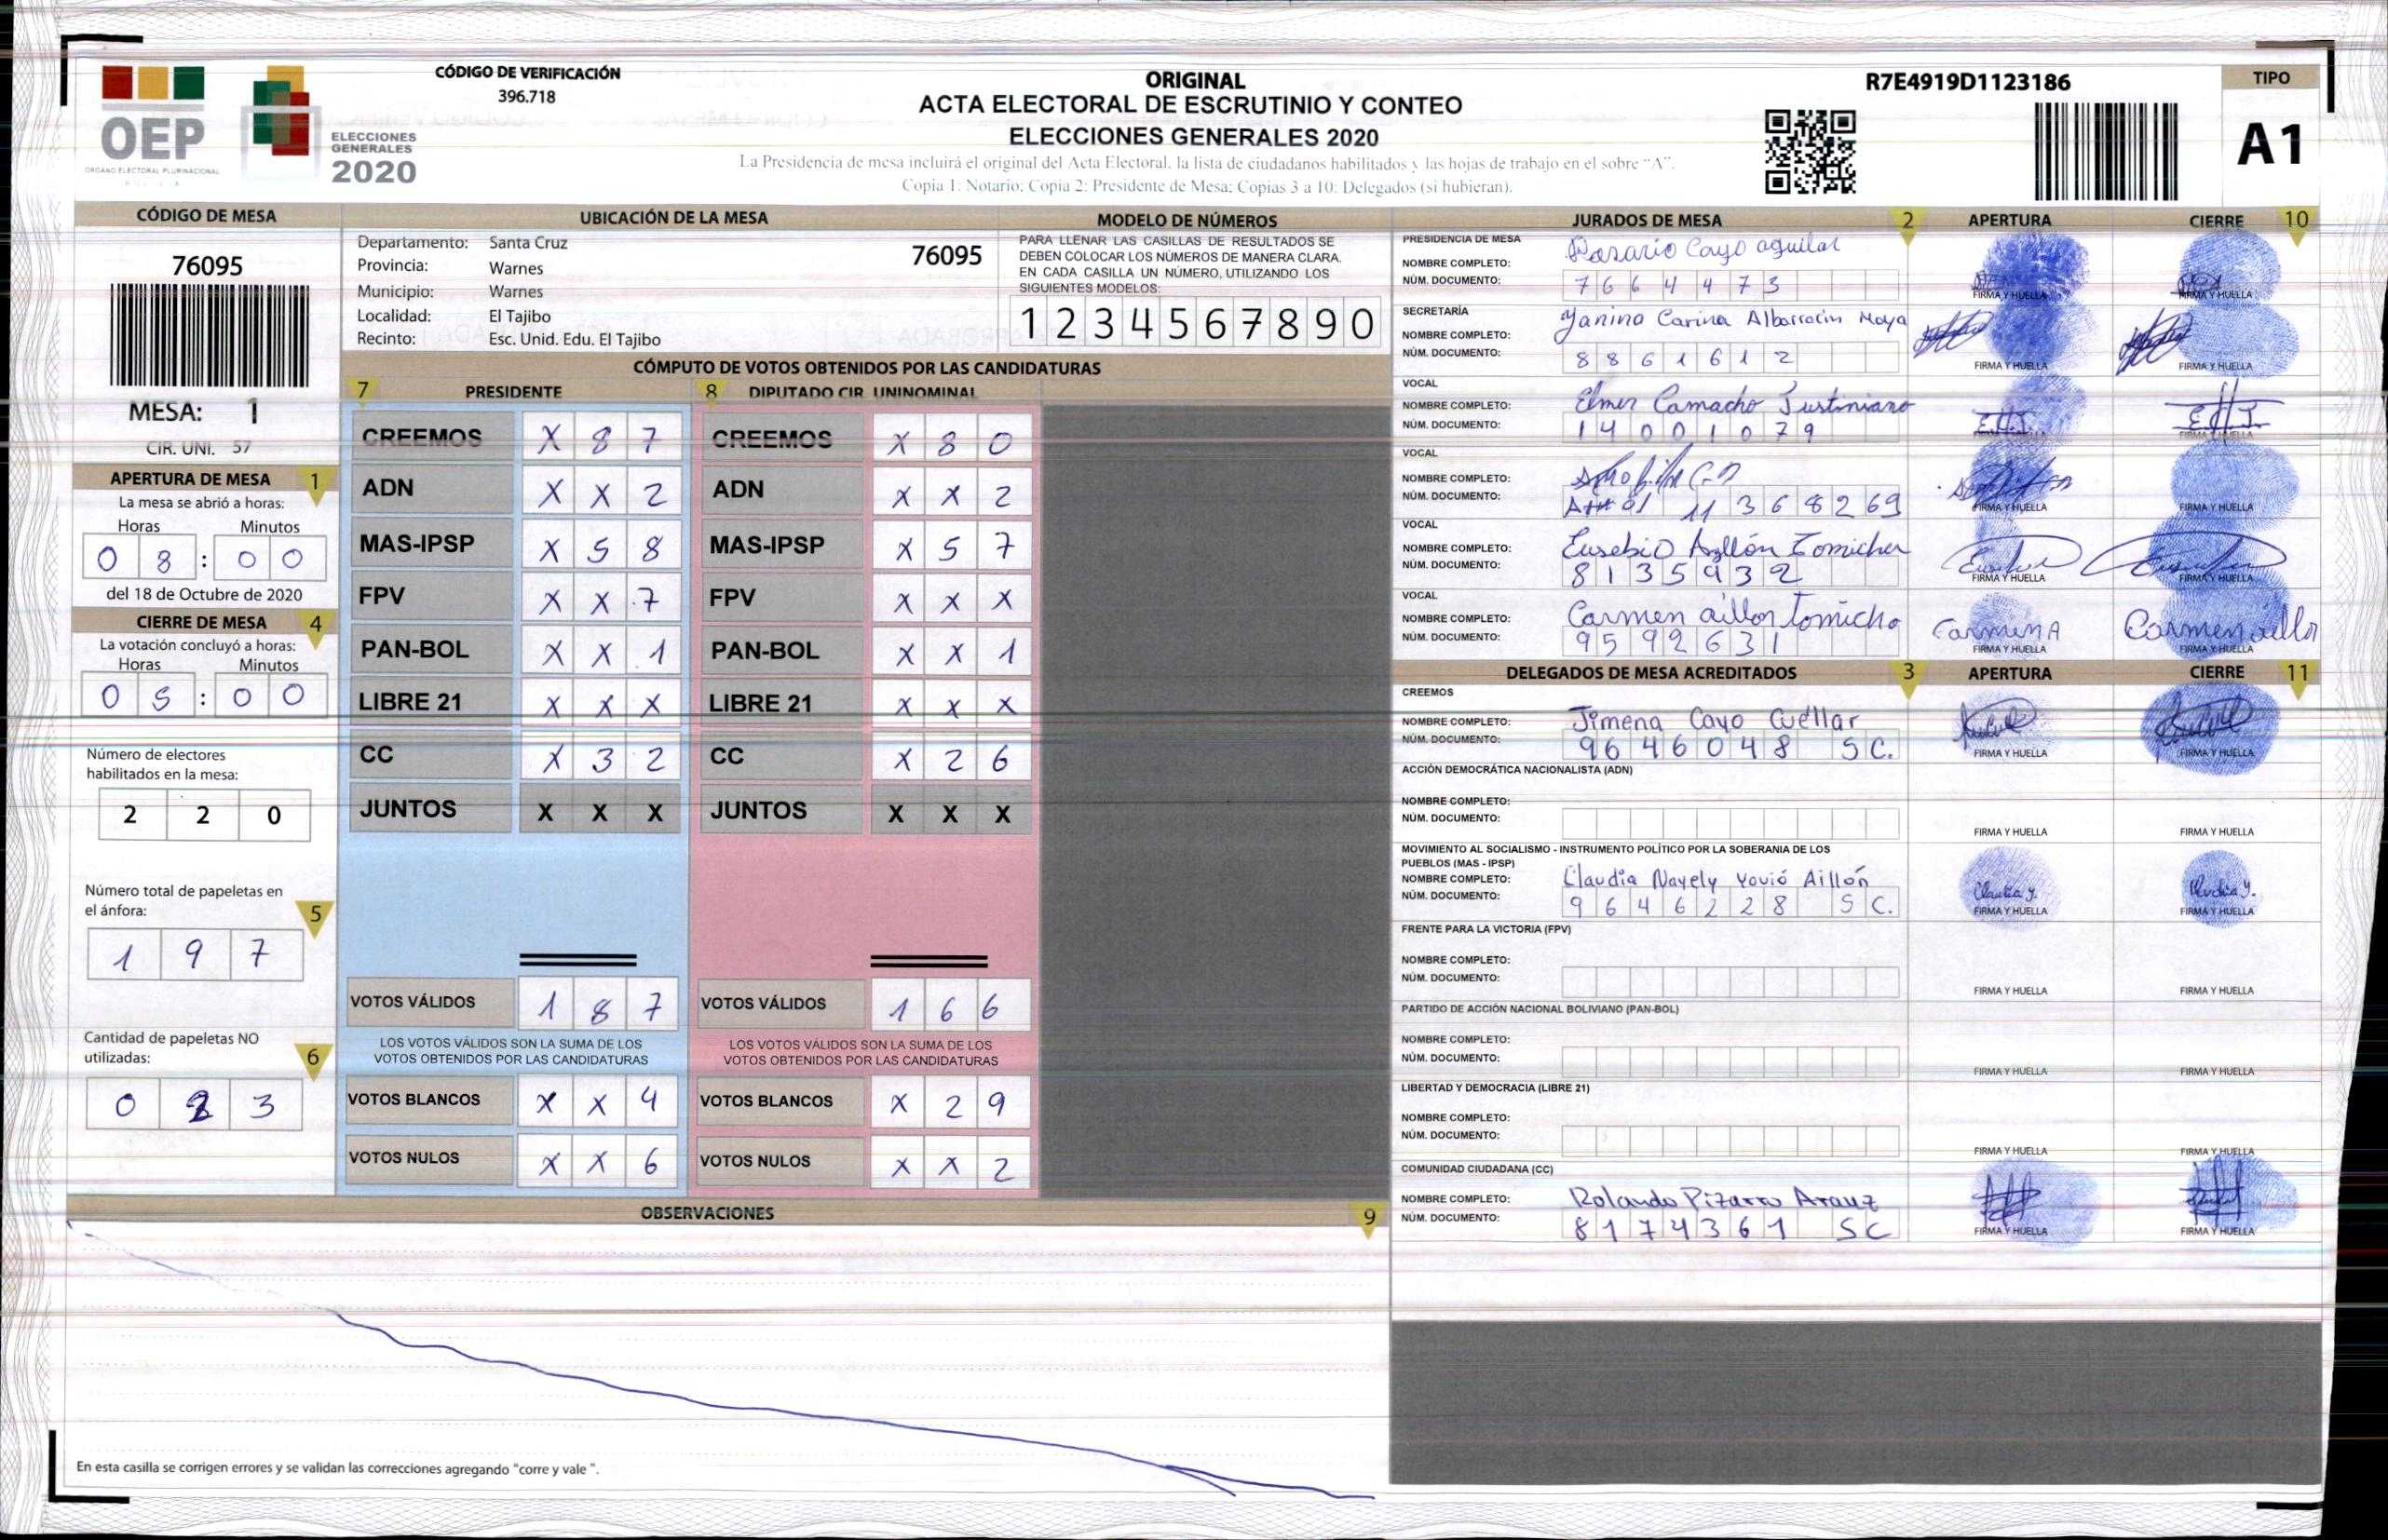 OEP
ÓRGANO ELECTORAL PLURINACIONAL
BOLIVIA
ELECCIONES
GENERALES
2020
CÓDIGO DE VERIFICACIÓN
396.718
ORIGINAL
ACTA ELECTORAL DE ESCRUTINIO Y CONTEO
ELECCIONES GENERALES 2020
La Presidencia de mesa incluirá el original del Acta Electoral, la lista de ciudadanos habilitados y las hojas de trabajo en el sobre “A”.
Copia 1: Notario; Copia 2: Presidente de Mesa; Copias 3 a 10: Delegados (si hubieran).
R7E4919D1123186
TIPO
A1
CÓDIGO DE MESA
76095
MESA: 1
CIR. UNI. 57
APERTURA DE MESA 1
La mesa se abrió a horas:
Horas Minutos
0 8 : 0 0
del 18 de Octubre de 2020
CIERRE DE MESA 4
La votación concluyó a horas:
Horas Minutos
0 5 : 0 0
Número de electores
habilitados en la mesa:
2 2 0
Número total de papeletas en
el ánfora: 5
1 9 7
Cantidad de papeletas NO
utilizadas: 6
0 2 3
UBICACIÓN DE LA MESA
Departamento: Santa Cruz 76095
Provincia: Warnes
Municipio: Warnes
Localidad: El Tajibo
Recinto: Esc. Unid. Edu. El Tajibo
MODELO DE NÚMEROS
PARA LLENAR LAS CASILLAS DE RESULTADOS SE
DEBEN COLOCAR LOS NÚMEROS DE MANERA CLARA.
EN CADA CASILLA UN NÚMERO, UTILIZANDO LOS
SIGUIENTES MODELOS:
1 2 3 4 5 6 7 8 9 0
CÓMPUTO DE VOTOS OBTENIDOS POR LAS CANDIDATURAS
7 PRESIDENTE
CREEMOS X 8 7
ADN X X 2
MAS-IPSP X 5 8
FPV X X 7
PAN-BOL X X 1
LIBRE 21 X X X
CC X 3 2
JUNTOS X X X
VOTOS VÁLIDOS 1 8 7
LOS VOTOS VÁLIDOS SON LA SUMA DE LOS
VOTOS OBTENIDOS POR LAS CANDIDATURAS
VOTOS BLANCOS X X 4
VOTOS NULOS X X 6
8 DIPUTADO CIR. UNINOMINAL
CREEMOS X 8 0
ADN X X 2
MAS-IPSP X 5 7
FPV X X X
PAN-BOL X X 1
LIBRE 21 X X X
CC X 2 6
JUNTOS X X X
VOTOS VÁLIDOS 1 6 6
LOS VOTOS VÁLIDOS SON LA SUMA DE LOS
VOTOS OBTENIDOS POR LAS CANDIDATURAS
VOTOS BLANCOS X 2 9
VOTOS NULOS X X 2
OBSERVACIONES 9
En esta casilla se corrigen errores y se validan las correcciones agregando "corre y vale ".
JURADOS DE MESA 2 APERTURA CIERRE 10
PRESIDENCIA DE MESA
NOMBRE COMPLETO: Rosario Cayo aguilar
NÚM. DOCUMENTO: 7 6 6 4 4 7 3
FIRMA Y HUELLA FIRMA Y HUELLA
SECRETARÍA
NOMBRE COMPLETO: Yanina Carina Albarracin Moya
NÚM. DOCUMENTO: 8 8 6 1 6 1 2
FIRMA Y HUELLA FIRMA Y HUELLA
VOCAL
NOMBRE COMPLETO: Elmer Camacho Justiniano
NÚM. DOCUMENTO: 1 4 0 0 1 0 7 9
FIRMA Y HUELLA FIRMA Y HUELLA
VOCAL
NOMBRE COMPLETO:
NÚM. DOCUMENTO: 11 3 6 8 2 6 9
FIRMA Y HUELLA FIRMA Y HUELLA
VOCAL
NOMBRE COMPLETO: Eusebio Ayllón Tomicha
NÚM. DOCUMENTO: 8 1 3 5 9 3 2
FIRMA Y HUELLA FIRMA Y HUELLA
VOCAL
NOMBRE COMPLETO: Carmen aillon Tomicho
NÚM. DOCUMENTO: 9 5 9 2 6 3 1
CarmenA Carmen aillon
FIRMA Y HUELLA FIRMA Y HUELLA
DELEGADOS DE MESA ACREDITADOS 3 APERTURA CIERRE 11
CREEMOS
NOMBRE COMPLETO: Jimena Cayo Cuéllar
NÚM. DOCUMENTO: 9 6 4 6 0 4 8 S C.
FIRMA Y HUELLA FIRMA Y HUELLA
ACCIÓN DEMOCRÁTICA NACIONALISTA (ADN)
NOMBRE COMPLETO:
NÚM. DOCUMENTO:
FIRMA Y HUELLA FIRMA Y HUELLA
MOVIMIENTO AL SOCIALISMO - INSTRUMENTO POLÍTICO POR LA SOBERANIA DE LOS
PUEBLOS (MAS - IPSP)
NOMBRE COMPLETO: Claudia Nayely Yovió Aillón
NÚM. DOCUMENTO: 9 6 4 6 2 2 8 S C.
Claudia Y. Claudia Y.
FIRMA Y HUELLA FIRMA Y HUELLA
FRENTE PARA LA VICTORIA (FPV)
NOMBRE COMPLETO:
NÚM. DOCUMENTO:
FIRMA Y HUELLA FIRMA Y HUELLA
PARTIDO DE ACCIÓN NACIONAL BOLIVIANO (PAN-BOL)
NOMBRE COMPLETO:
NÚM. DOCUMENTO:
FIRMA Y HUELLA FIRMA Y HUELLA
LIBERTAD Y DEMOCRACIA (LIBRE 21)
NOMBRE COMPLETO:
NÚM. DOCUMENTO:
FIRMA Y HUELLA FIRMA Y HUELLA
COMUNIDAD CIUDADANA (CC)
NOMBRE COMPLETO: Rolando Pizarro Arauz
NÚM. DOCUMENTO: 8 1 7 4 3 6 1 S C
FIRMA Y HUELLA FIRMA Y HUELLA